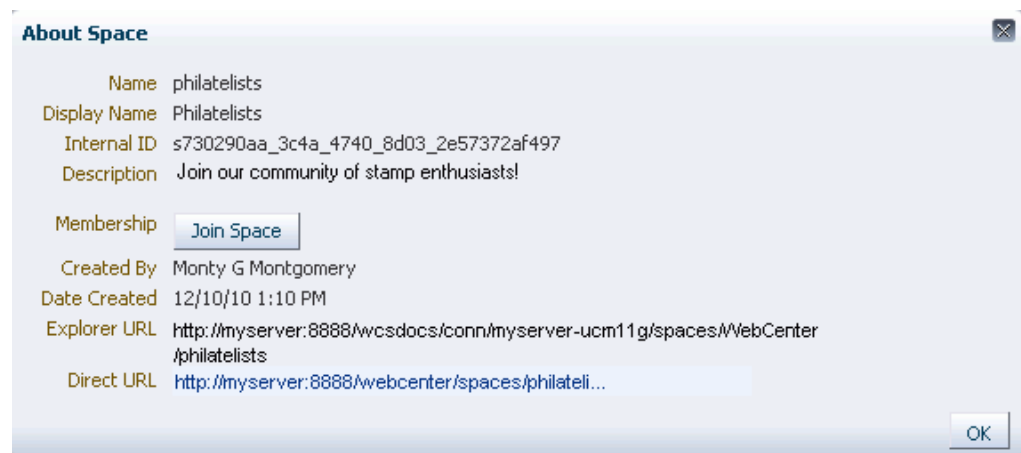 About Space
Name philatelists
Display Name Philatelists
Internal ID s730290aa_3c4a_4740_8d03_2e57372af497
Description Join our community of stamp enthusiasts!
Membership Join Space
Created By Monty G Montgomery
Date Created 12/10/10 1:10 PM
Explorer URL http://myserver:8888/wcsdocs/conn/myserver-ucm11g/spaces/WebCenter
/philatelists
Direct URL http://myserver:8888/webcenter/spaces/philateli...
OK